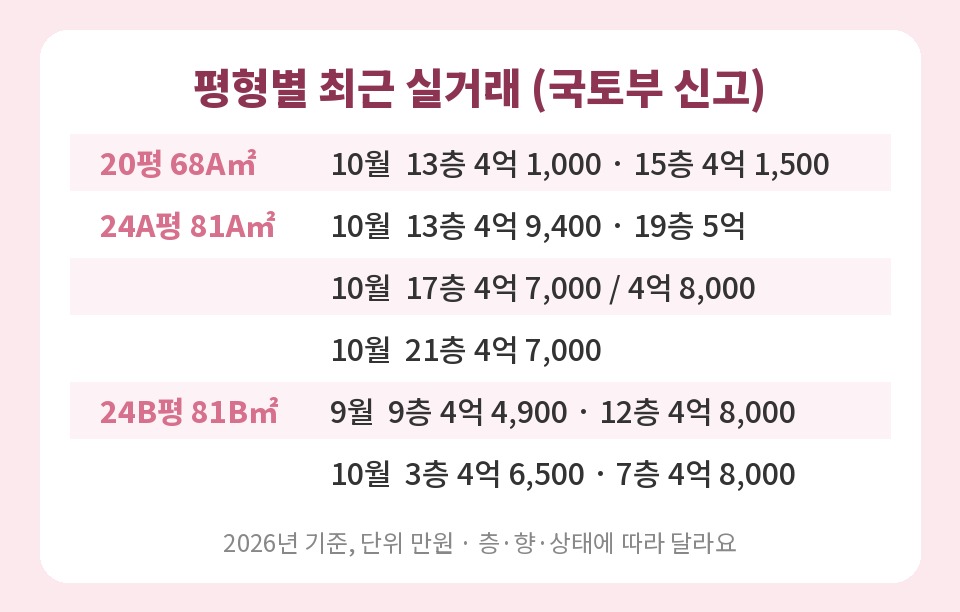 평형별 최근 실거래 (국토부 신고)
20평 68A㎡ 10월 13층 4억 1,000 · 15층 4억 1,500
24A평 81A㎡ 10월 13층 4억 9,400 · 19층 5억
10월 17층 4억 7,000 / 4억 8,000
10월 21층 4억 7,000
24B평 81B㎡ 9월 9층 4억 4,900 · 12층 4억 8,000
10월 3층 4억 6,500 · 7층 4억 8,000
2026년 기준, 단위 만원 · 층·향·상태에 따라 달라요